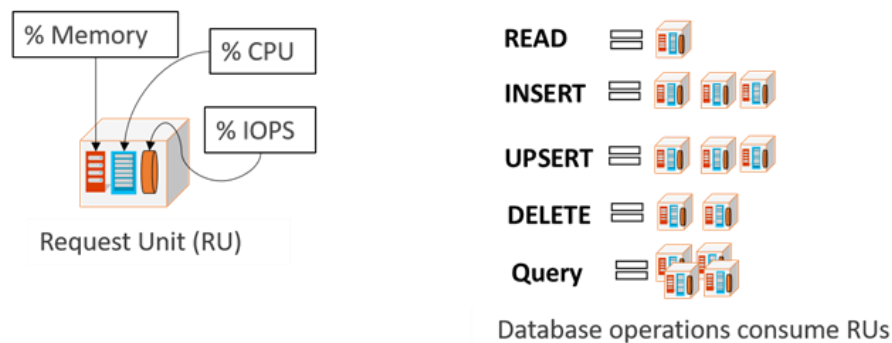 % Memory
% CPU
% IOPS
Request Unit (RU)
READ
INSERT
UPSERT
DELETE
Query
Database operations consume RUs